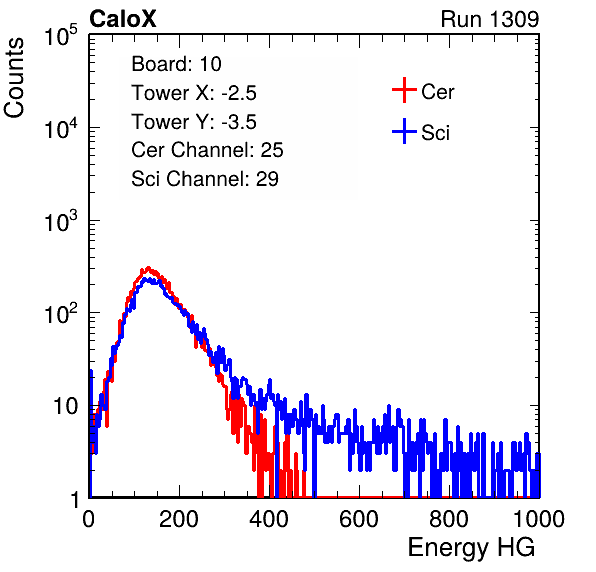 CaloX Run 1309
Counts
10^5
10^4
10^3
10^2
10
1
Board: 10
Tower X: -2.5
Tower Y: -3.5
Cer Channel: 25
Sci Channel: 29
Cer
Sci
0 200 400 600 800 1000
Energy HG